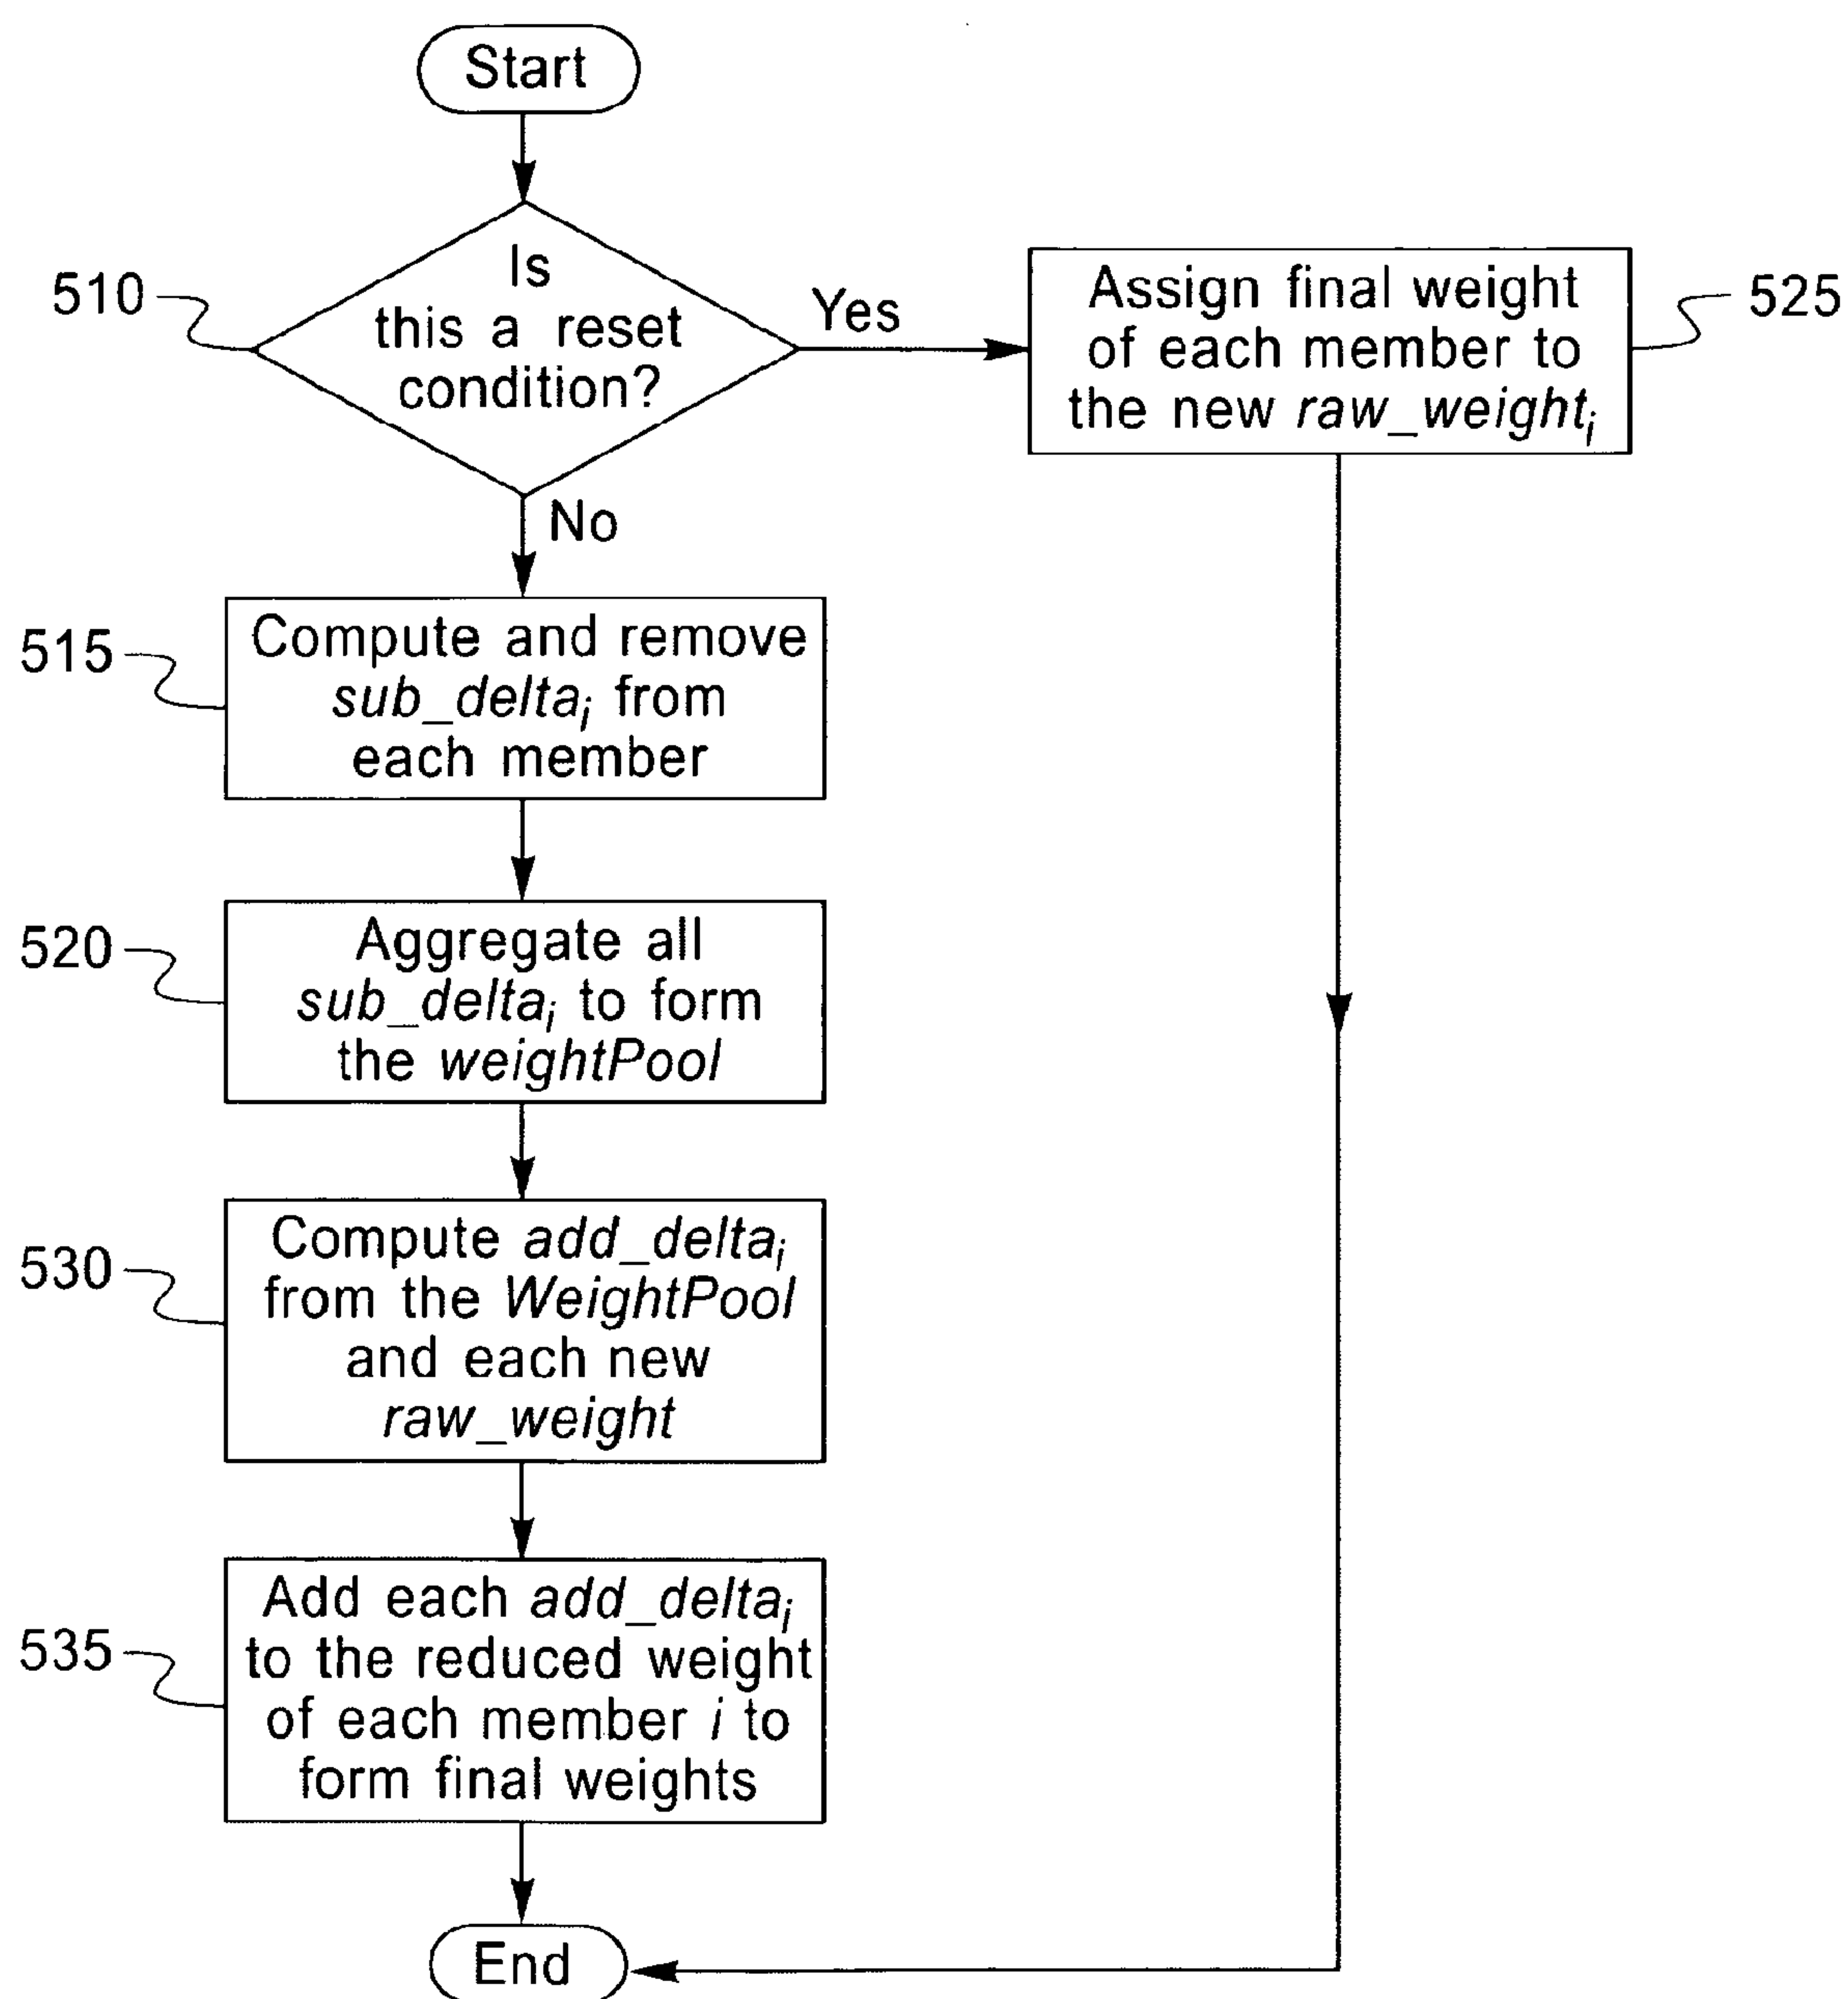 Start
510
Is
this a reset
condition?
Yes
Assign final weight
of each member to
the new raw_weightᵢ
525
No
515
Compute and remove
sub_deltaᵢ from
each member
520
Aggregate all
sub_deltaᵢ to form
the weightPool
530
Compute add_deltaᵢ
from the WeightPool
and each new
raw_weight
535
Add each add_deltaᵢ
to the reduced weight
of each member i to
form final weights
End